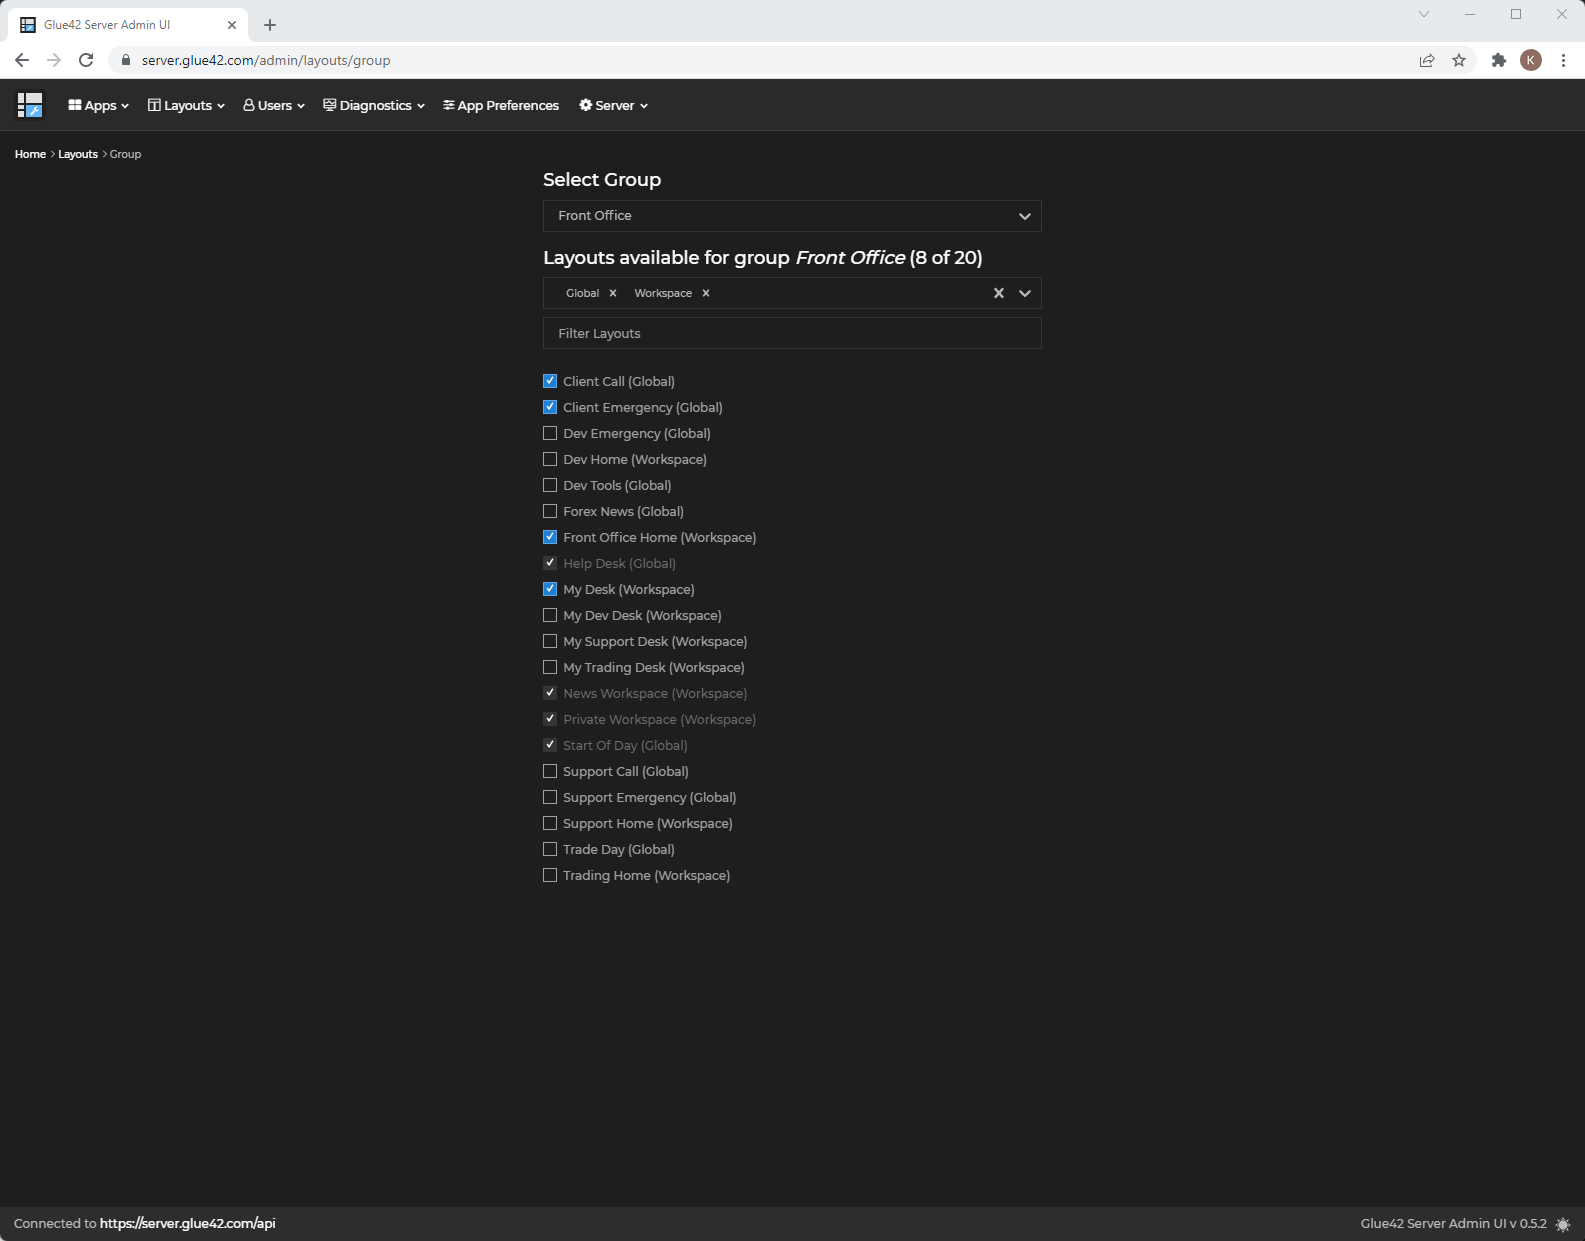 Glue42 Server Admin UI
server.glue42.com/admin/layouts/group
K
Apps Layouts Users Diagnostics App Preferences Server
Home > Layouts > Group
Select Group
Front Office
Layouts available for group Front Office (8 of 20)
Global Workspace
Filter Layouts
Client Call (Global)
Client Emergency (Global)
Dev Emergency (Global)
Dev Home (Workspace)
Dev Tools (Global)
Forex News (Global)
Front Office Home (Workspace)
Help Desk (Global)
My Desk (Workspace)
My Dev Desk (Workspace)
My Support Desk (Workspace)
My Trading Desk (Workspace)
News Workspace (Workspace)
Private Workspace (Workspace)
Start Of Day (Global)
Support Call (Global)
Support Emergency (Global)
Support Home (Workspace)
Trade Day (Global)
Trading Home (Workspace)
Connected to https://server.glue42.com/api
Glue42 Server Admin UI v 0.5.2